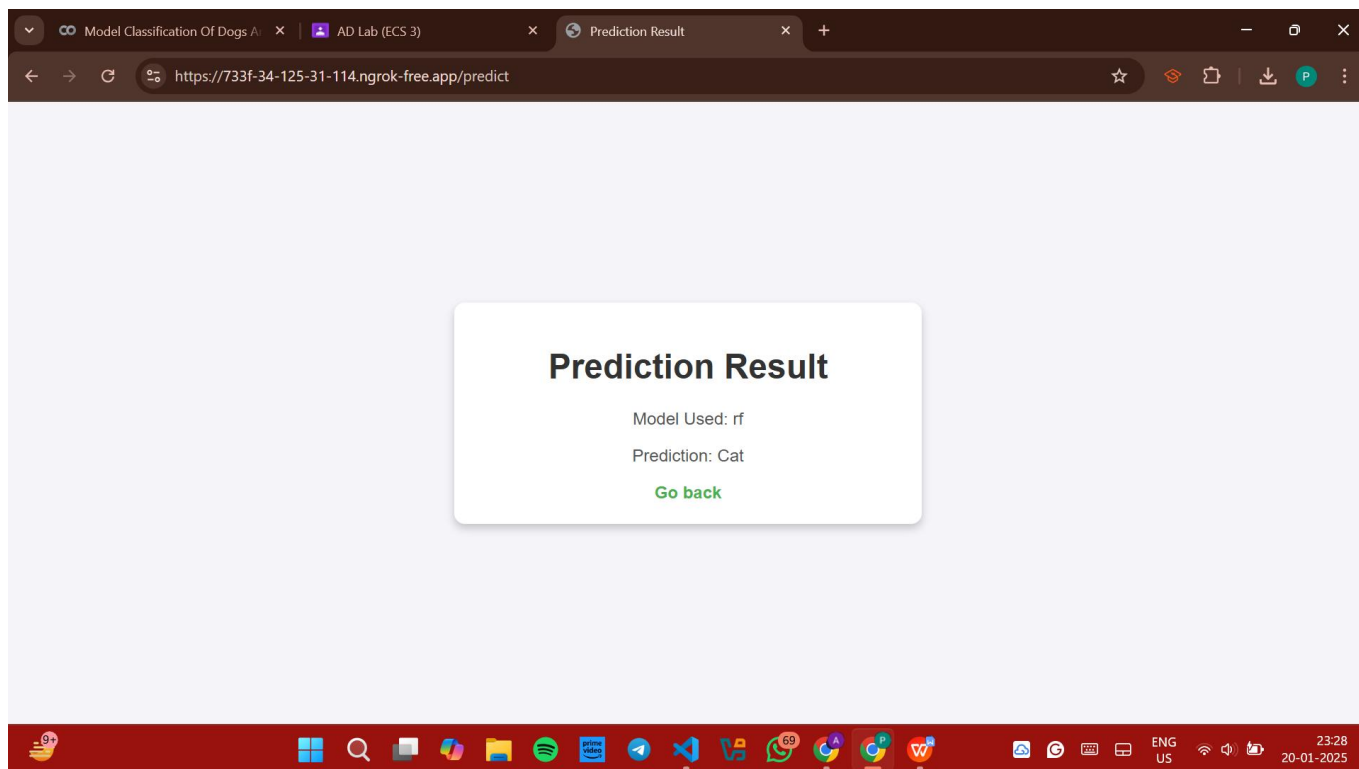 Model Classification Of Dogs A
AD Lab (ECS 3)
Prediction Result
https://733f-34-125-31-114.ngrok-free.app/predict
P
Prediction Result
Model Used: rf
Prediction: Cat
Go back
9+
prime video
69
A
P
W
G
ENG
US
23:28
20-01-2025